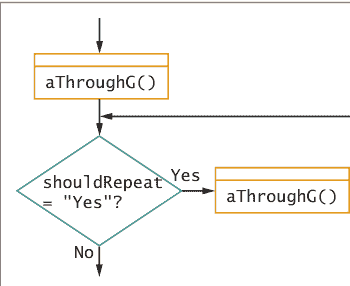 aThroughG()
shouldRepeat
= "Yes"?
Yes
aThroughG()
No